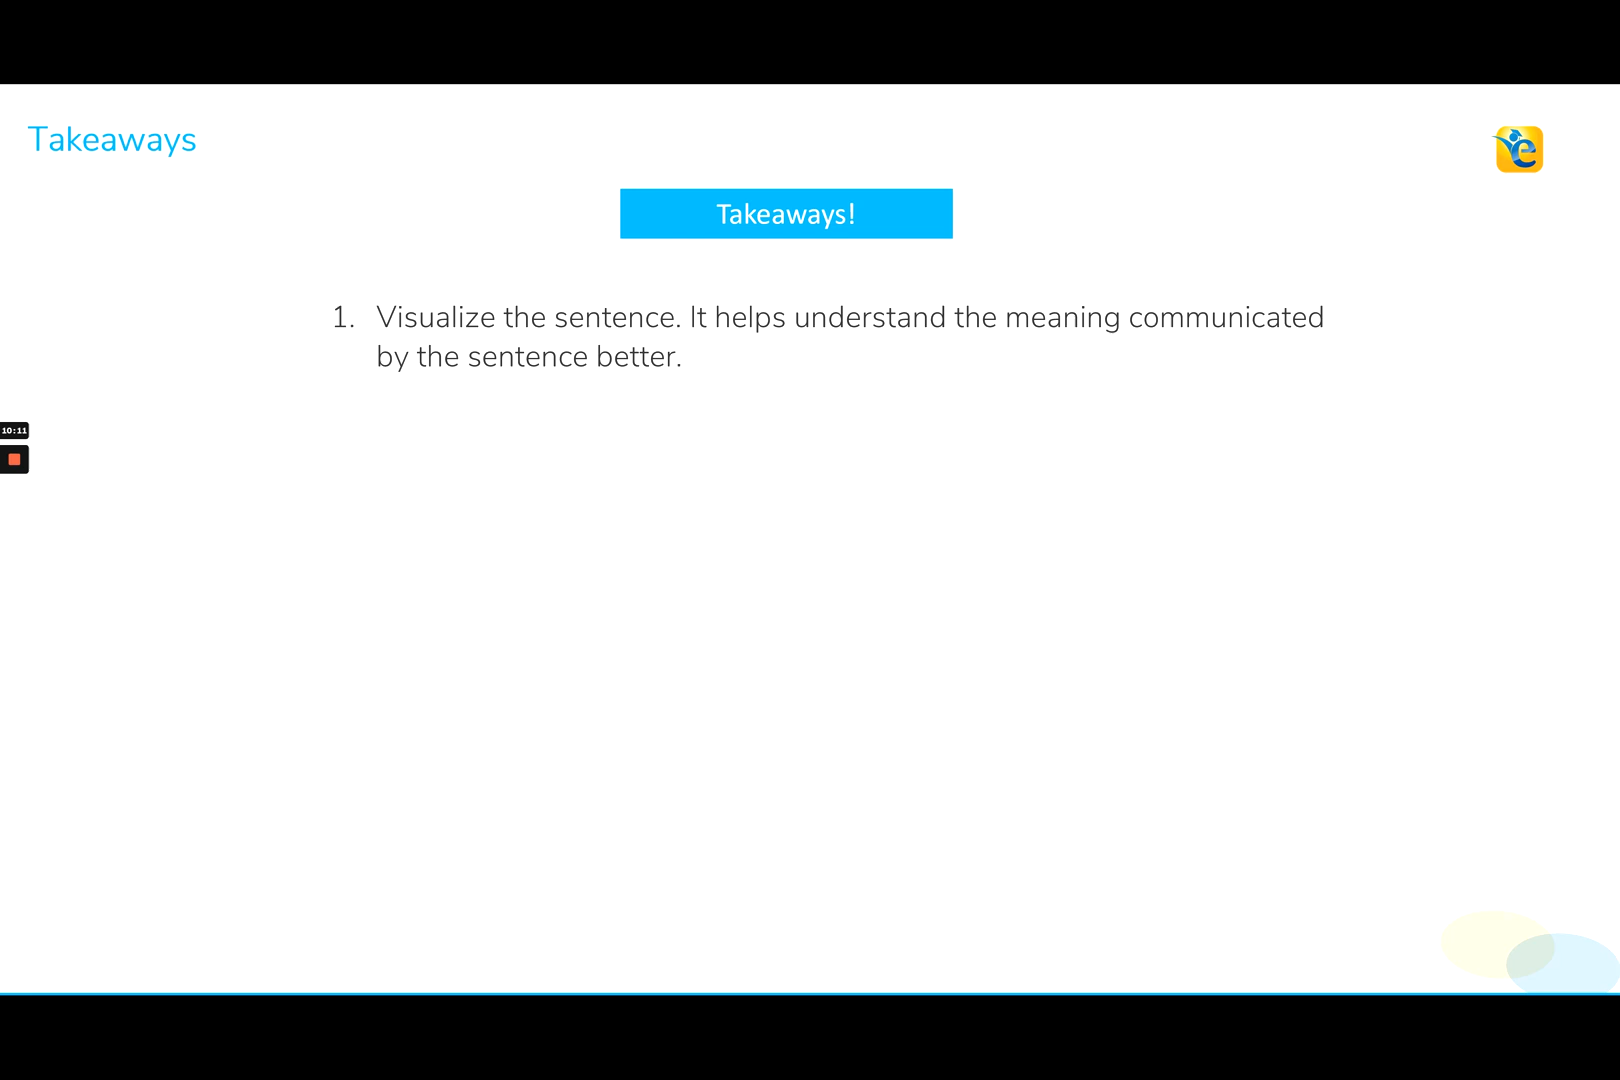 Takeaways
Takeaways!
1. Visualize the sentence. It helps understand the meaning communicated
by the sentence better.
10:11
e